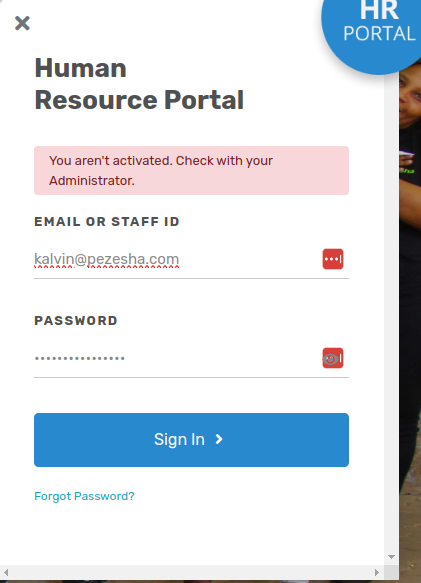 HR
PORTAL
Human
Resource Portal
You aren't activated. Check with your
Administrator.
EMAIL OR STAFF ID
kalvin@pezesha.com
PASSWORD
••••••••••••••••
Sign In
Forgot Password?